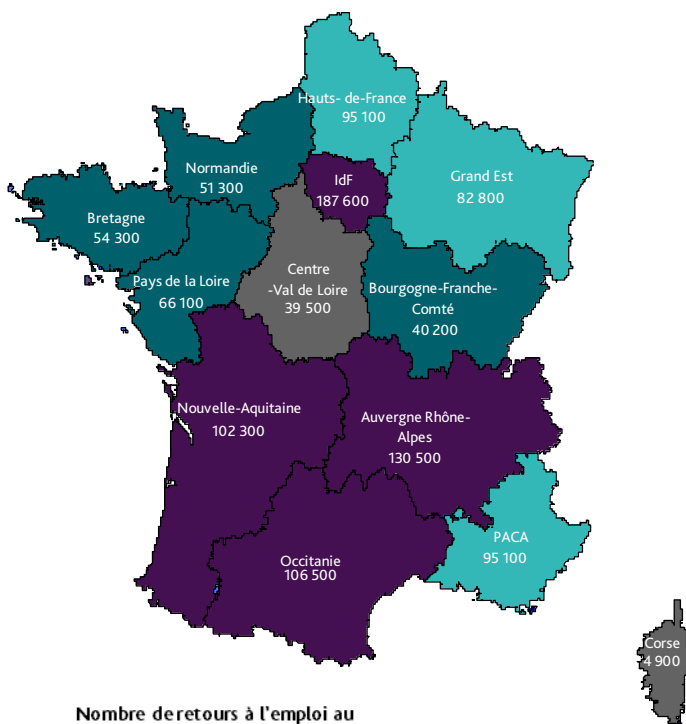 Hauts- de-France
95 100
Normandie
51 300
IdF
187 600
Grand Est
82 800
Bretagne
54 300
Pays de la Loire
66 100
Centre
-Val de Loire
39 500
Bourgogne-Franche-
Comté
40 200
Nouvelle-Aquitaine
102 300
Auvergne Rhône-
Alpes
130 500
Occitanie
106 500
PACA
95 100
Corse
4 900
Nombre de retours à l'emploi au